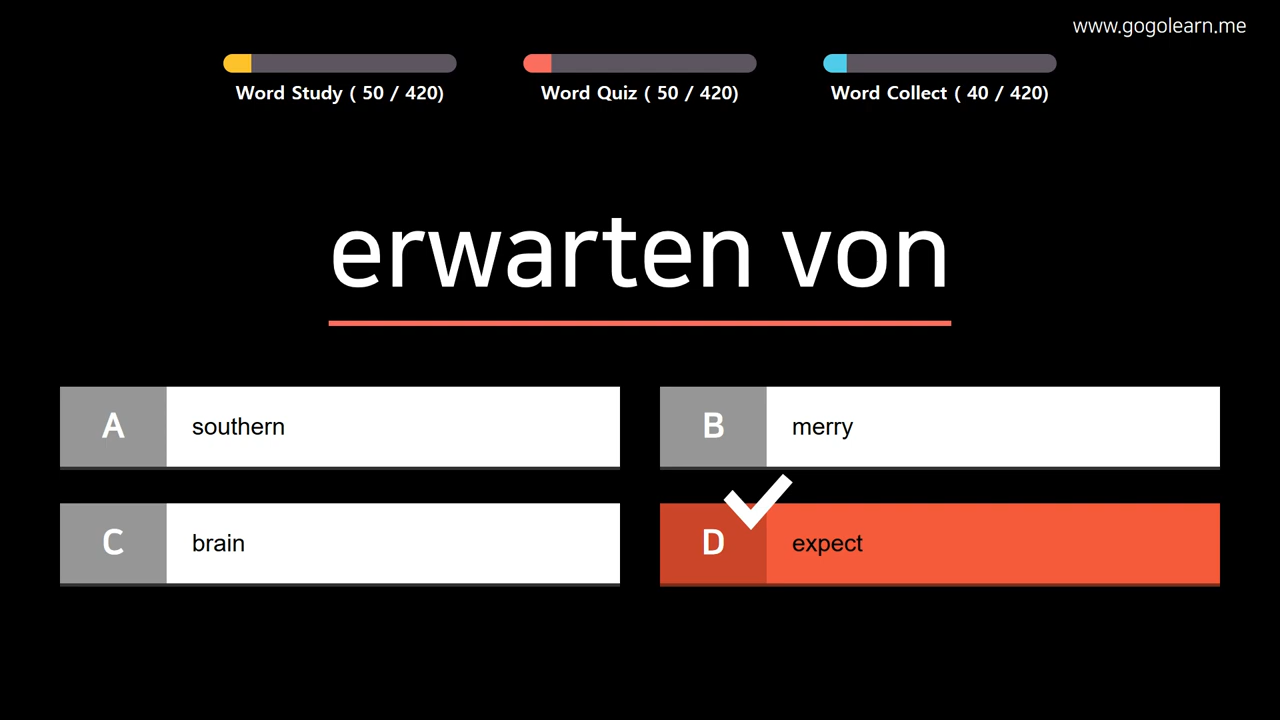 www.gogolearn.me
Word Study ( 50 / 420)
Word Quiz ( 50 / 420)
Word Collect ( 40 / 420)
erwarten von
A southern
B merry
C brain
D expect